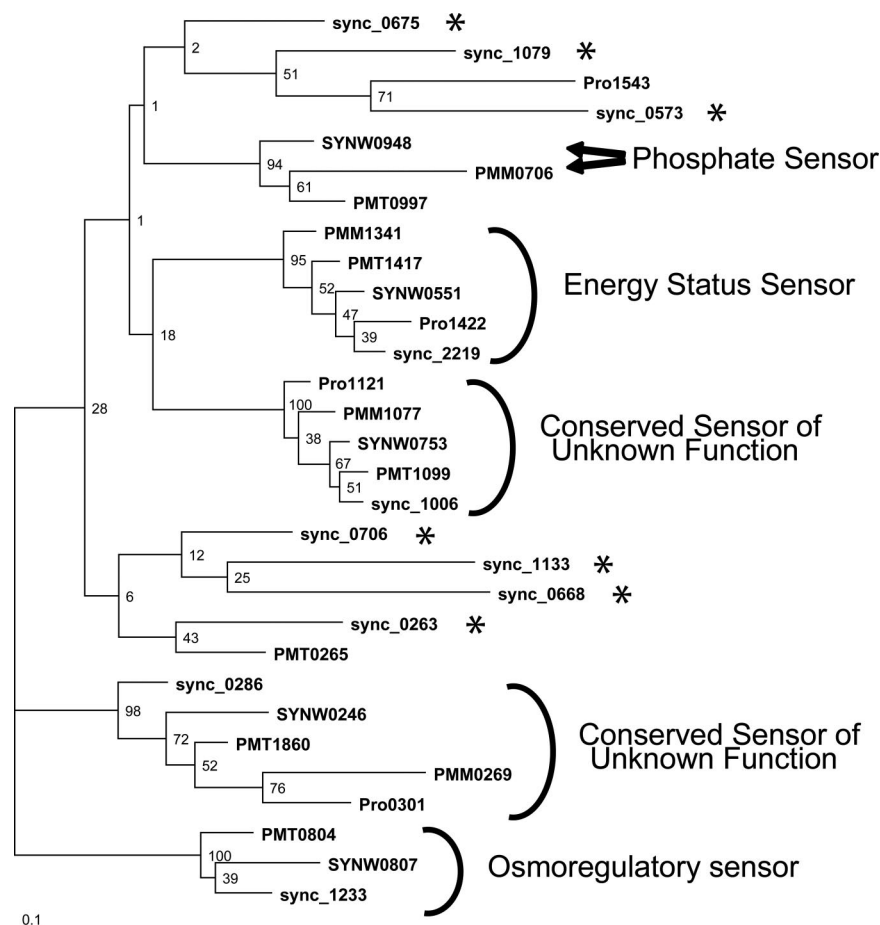 sync_0675 *
2
sync_1079 *
51
Pro1543
71
sync_0573 *
1
SYNW0948
94
Phosphate Sensor
PMM0706
61
PMT0997
1
PMM1341
95
PMT1417
52
SYNW0551
Energy Status Sensor
47
Pro1422
39
sync_2219
18
Pro1121
100
PMM1077
38
SYNW0753
Conserved Sensor of
Unknown Function
67
PMT1099
51
sync_1006
28
sync_0706 *
12
sync_1133 *
25
sync_0668 *
6
sync_0263 *
43
PMT0265
sync_0286
98
SYNW0246
72
PMT1860
52
Conserved Sensor of
Unknown Function
PMM0269
76
Pro0301
PMT0804
100
SYNW0807
Osmoregulatory sensor
39
sync_1233
0.1